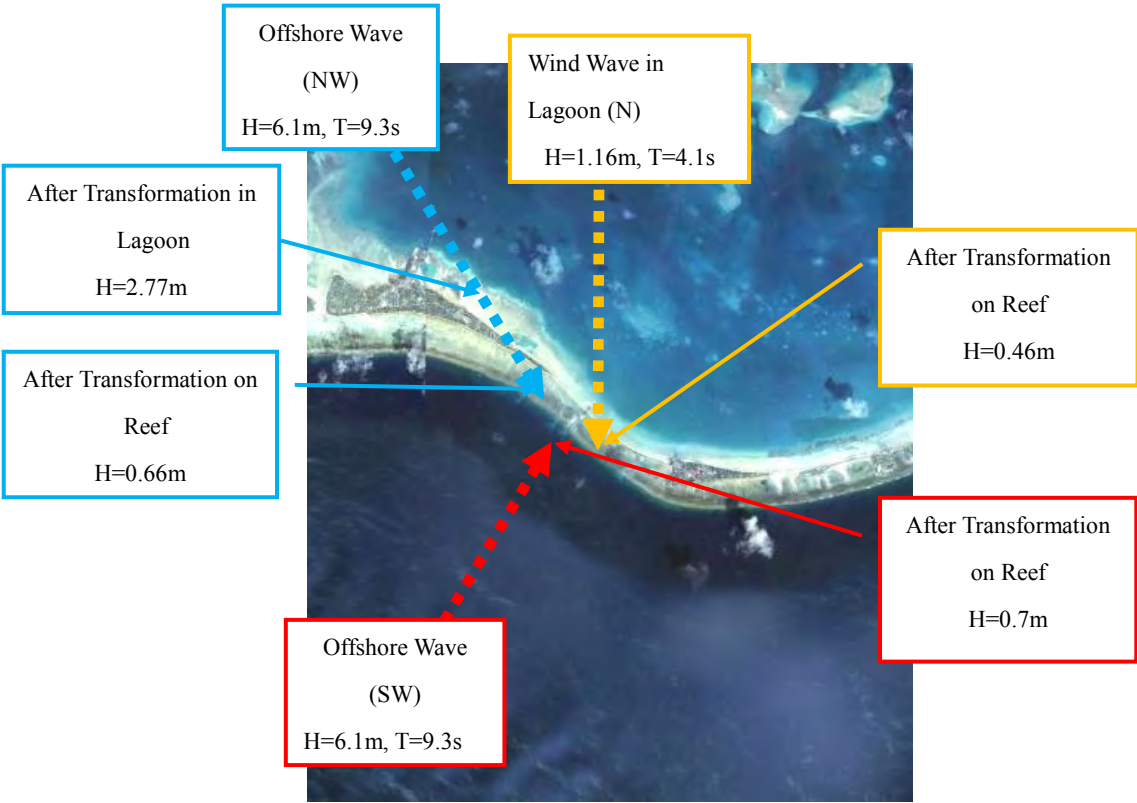 Offshore Wave
(NW)
H=6.1m, T=9.3s
Wind Wave in
Lagoon (N)
H=1.16m, T=4.1s
After Transformation in
Lagoon
H=2.77m
After Transformation
on Reef
H=0.46m
After Transformation on
Reef
H=0.66m
After Transformation
on Reef
H=0.7m
Offshore Wave
(SW)
H=6.1m, T=9.3s